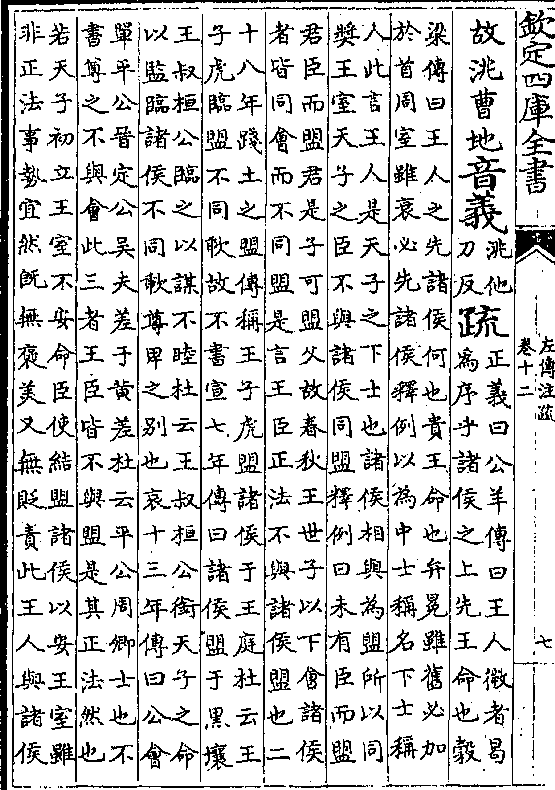 欽定四庫全書
左傳注疏
卷十二
七
故洮曹地音義洮他刀反疏正義曰公羊傳曰王人微者曷為序乎諸侯之上先王命也穀
梁傳曰王人之先諸侯何也貴王命也弁冕雖舊必加
於首周室雖衰必先諸侯釋例以為中士稱名下士稱
人此言王人是天子之下士也諸侯相與為盟所以同
獎王室天子之臣不與諸侯同盟釋例曰未有臣而盟
君臣而盟君是子可盟父故春秋王世子以下會諸侯
者皆同會而不同盟是言王臣正法不與諸侯盟也二
十八年踐土之盟傳稱王子虎盟諸侯于王庭杜云王
子虎臨盟不同歃故不書宣七年傳曰諸侯盟于黑壤
王叔桓公臨之以謀不睦杜云王叔桓公銜天子之命
以監臨諸侯不同歃尊卑之別也哀十三年傳曰公會
單平公晉定公吳夫差于黃差杜云平公周卿士也不
書尊之不與會此三者王臣皆不與盟是其正法然也
若天子初立王室不安命臣使結盟諸侯以安王室雖
非正法事勢宜然既無褒美又無貶責此王人與諸侯